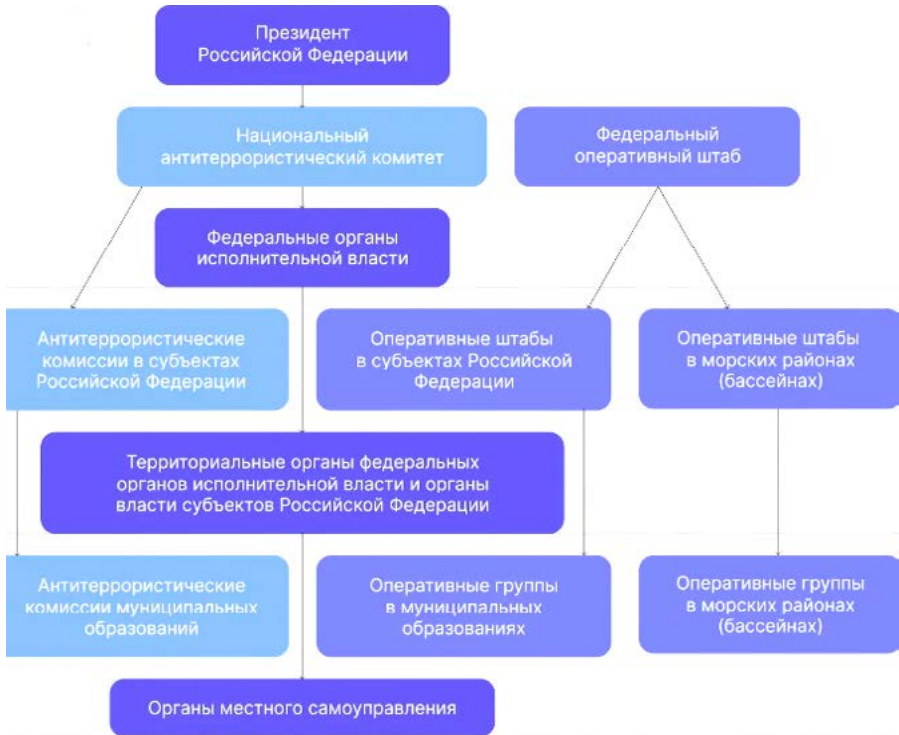 Президент
Российской Федерации
Национальный
антитеррористический комитет
Федеральный
оперативный штаб
Федеральные органы
исполнительной власти
Антитеррористические
комиссии в субъектах
Российской Федерации
Оперативные штабы
в субъектах Российской
Федерации
Оперативные штабы
в морских районах
(бассейнах)
Территориальные органы федеральных
органов исполнительной власти и органы
власти субъектов Российской Федерации
Антитеррористические
комиссии муниципальных
образований
Оперативные группы
в муниципальных
образованиях
Оперативные группы
в морских районах
(бассейнах)
Органы местного самоуправления